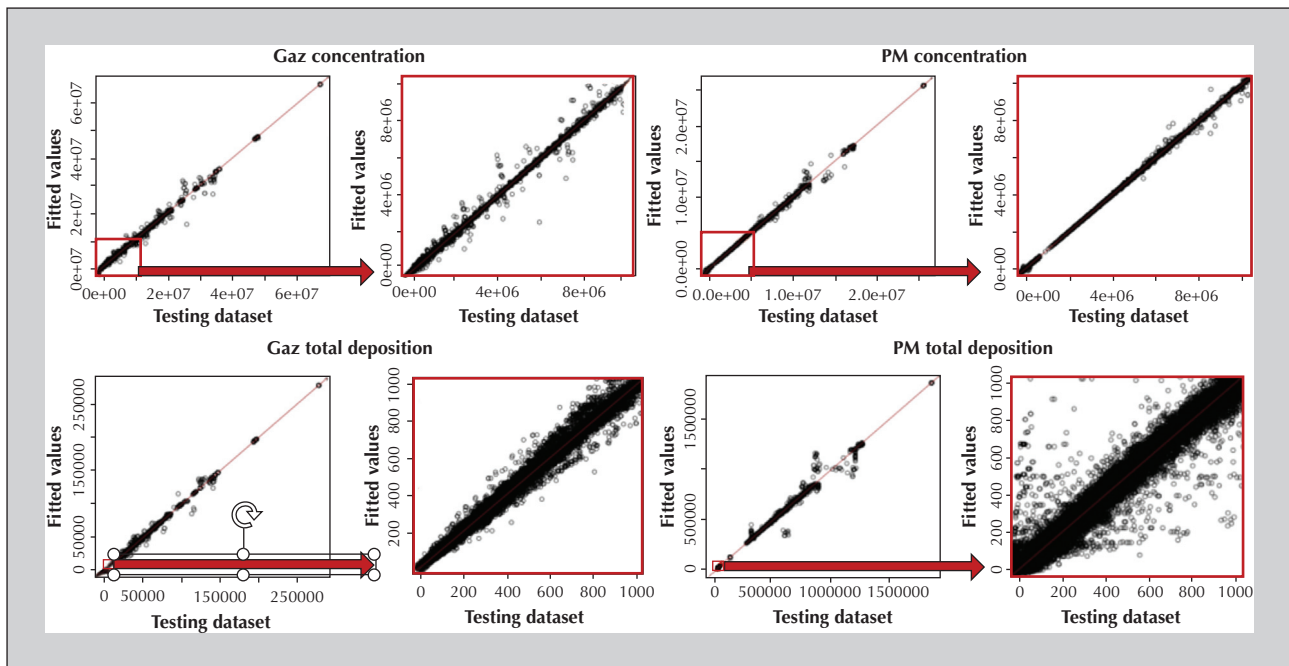 Gaz concentration
PM concentration
Fitted values
0e+07 2e+07 4e+07 6e+07
0e+00 2e+07 4e+07 6e+07
Testing dataset
Fitted values
0e+00 4e+06 8e+06
0e+00 4e+06 8e+06
Testing dataset
Fitted values
0.0e+00 1.0e+07 2.0e+07
0.0e+00 1.0e+07 2.0e+07
Testing dataset
Fitted values
0e+00 4e+06 8e+06
0e+00 4e+06 8e+06
Testing dataset
Gaz total deposition
PM total deposition
Fitted values
0 50000 150000 250000
0 50000 150000 250000
Testing dataset
Fitted values
200 400 600 800 1000
0 200 400 600 800 1000
Testing dataset
Fitted values
0 500000 1000000 1500000
0 5000000 1000000 1500000
Testing dataset
Fitted values
0 200 400 600 800 1000
0 200 400 600 800 1000
Testing dataset